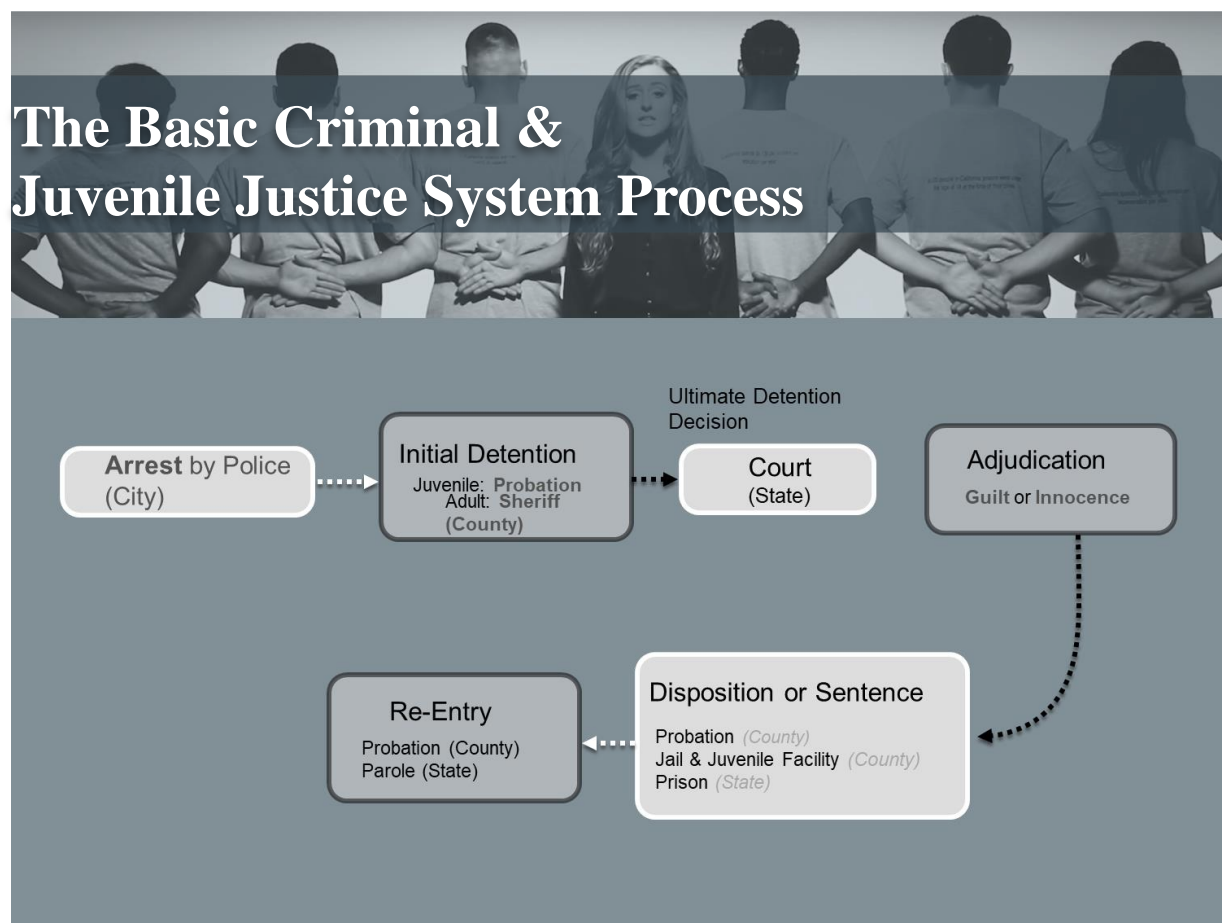 The Basic Criminal &
Juvenile Justice System Process
Arrest by Police
(City)
Initial Detention
Juvenile: Probation
Adult: Sheriff
(County)
Ultimate Detention
Decision
Court
(State)
Adjudication
Guilt or Innocence
Disposition or Sentence
Probation (County)
Jail & Juvenile Facility (County)
Prison (State)
Re-Entry
Probation (County)
Parole (State)